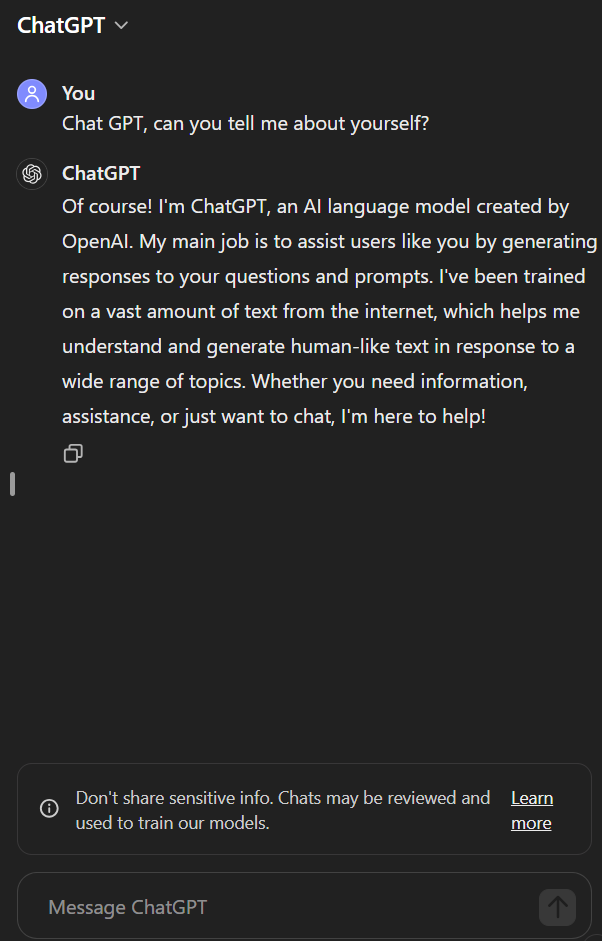 ChatGPT
You
Chat GPT, can you tell me about yourself?
ChatGPT
Of course! I'm ChatGPT, an AI language model created by
OpenAI. My main job is to assist users like you by generating
responses to your questions and prompts. I've been trained
on a vast amount of text from the internet, which helps me
understand and generate human-like text in response to a
wide range of topics. Whether you need information,
assistance, or just want to chat, I'm here to help!
Don't share sensitive info. Chats may be reviewed and
used to train our models.
Learn
more
Message ChatGPT